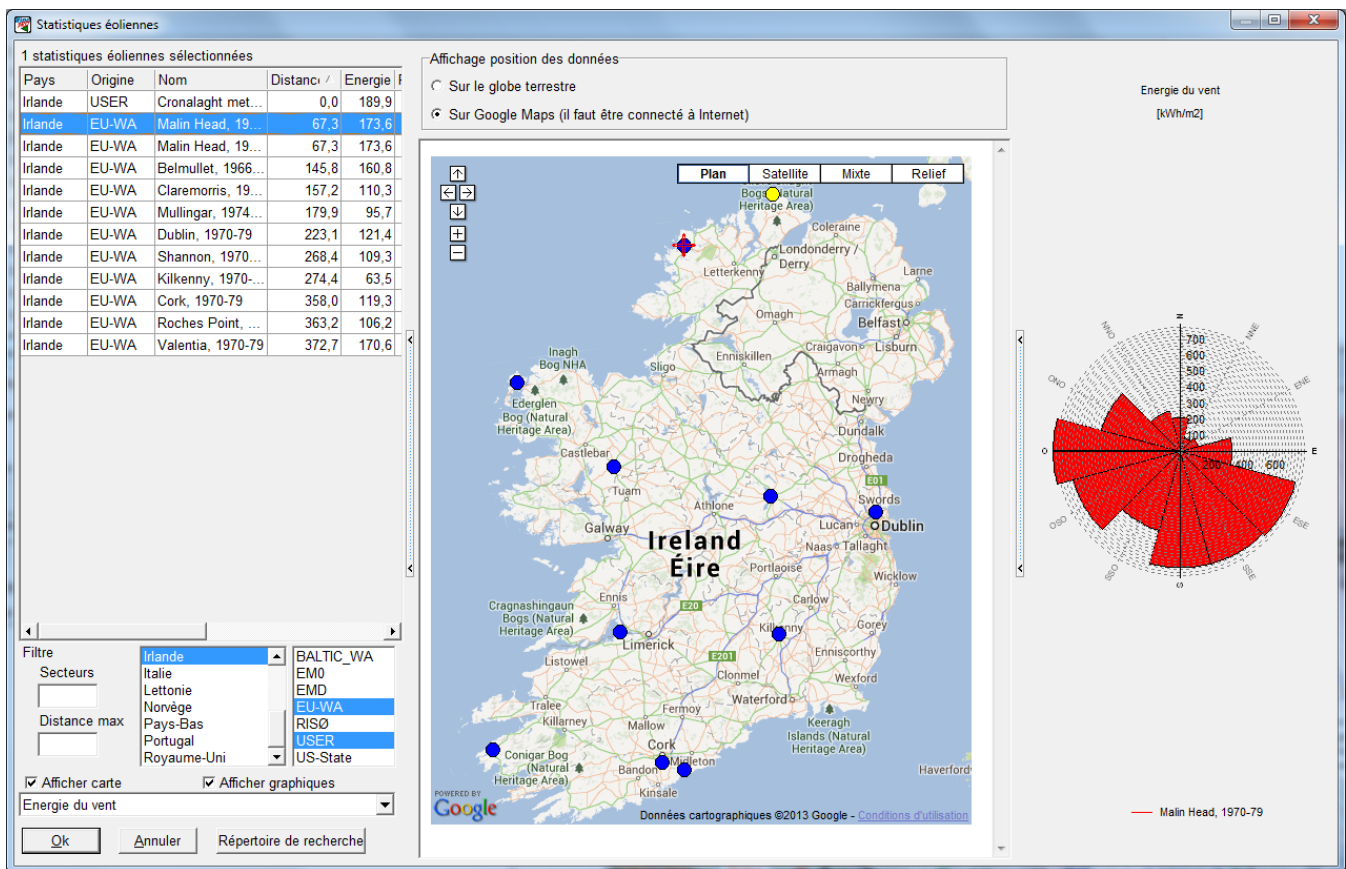 Statistiques éoliennes
1 statistiques éoliennes sélectionnées
Pays Origine Nom Distanc Energie F
Irlande USER Cronalaght met... 0,0 189,9
Irlande EU-WA Malin Head, 19... 67,3 173,6
Irlande EU-WA Malin Head, 19... 67,3 173,6
Irlande EU-WA Belmullet, 1966... 145,8 160,8
Irlande EU-WA Claremorris, 19... 157,2 110,3
Irlande EU-WA Mullingar, 1974... 179,9 95,7
Irlande EU-WA Dublin, 1970-79 223,1 121,4
Irlande EU-WA Shannon, 1970... 268,4 109,3
Irlande EU-WA Kilkenny, 1970-... 274,4 63,5
Irlande EU-WA Cork, 1970-79 358,0 119,3
Irlande EU-WA Roches Point, ... 363,2 106,2
Irlande EU-WA Valentia, 1970-79 372,7 170,6
Filtre
Secteurs
Distance max
Irlande
Italie
Lettonie
Norvège
Pays-Bas
Portugal
Royaume-Uni
BALTIC_WA
EM0
EMD
EU-WA
RISØ
USER
US-State
Afficher carte
Afficher graphiques
Energie du vent
Ok
Annuler
Répertoire de recherche
Affichage position des données
Sur le globe terrestre
Sur Google Maps (il faut être connecté à Internet)
Plan Satellite Mixte Relief
Bogs Natural
Heritage Area)
Coleraine
Londonderry /
Derry
Letterkenny
Larne
Ballymena
Carrickfergus
Omagh
Belfast
Craigavon
Lisburn
Enniskillen
Armagh
Inagh
Bog NHA
Sligo
Newry
Ederglen
Bog (Natural
Heritage Area)
Dundalk
Castlebar
Drogheda
E01
Tuam
Swords
Athlone
Lucan
Dublin
Galway
Ireland
Éire
Naas
Tallaght
Portlaoise
Wicklow
Ennis
Carlow
Cragnashingaun
Bogs (Natural
Heritage Area)
E20
Kilkenny
Gorey
Limerick
E201
Enniscorthy
Listowel
Clonmel
Wexford
Tralee
Waterford
Fermoy
Killarney
Mallow
Keeragh
Islands (Natural
Heritage Area)
Cork
Conigar Bog
(Natural
Heritage Area)
Bandon
Midleton
Haverford
Kinsale
POWERED BY
Google
Données cartographiques ©2013 Google - Conditions d'utilisation
Energie du vent
[kWh/m2]
N
NNO
NNE
700
600
500
400
300
200
100
ONO
ENE
O
E
200 400 600
OSO
ESE
SSO
SSE
S
Malin Head, 1970-79